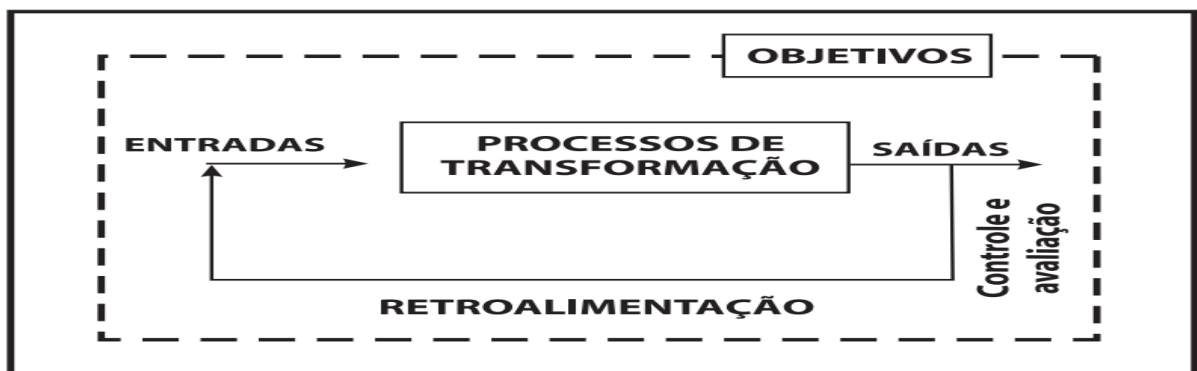 OBJETIVOS
ENTRADAS
PROCESSOS DE
TRANSFORMAÇÃO
SAÍDAS
Controle e
avaliação
RETROALIMENTAÇÃO